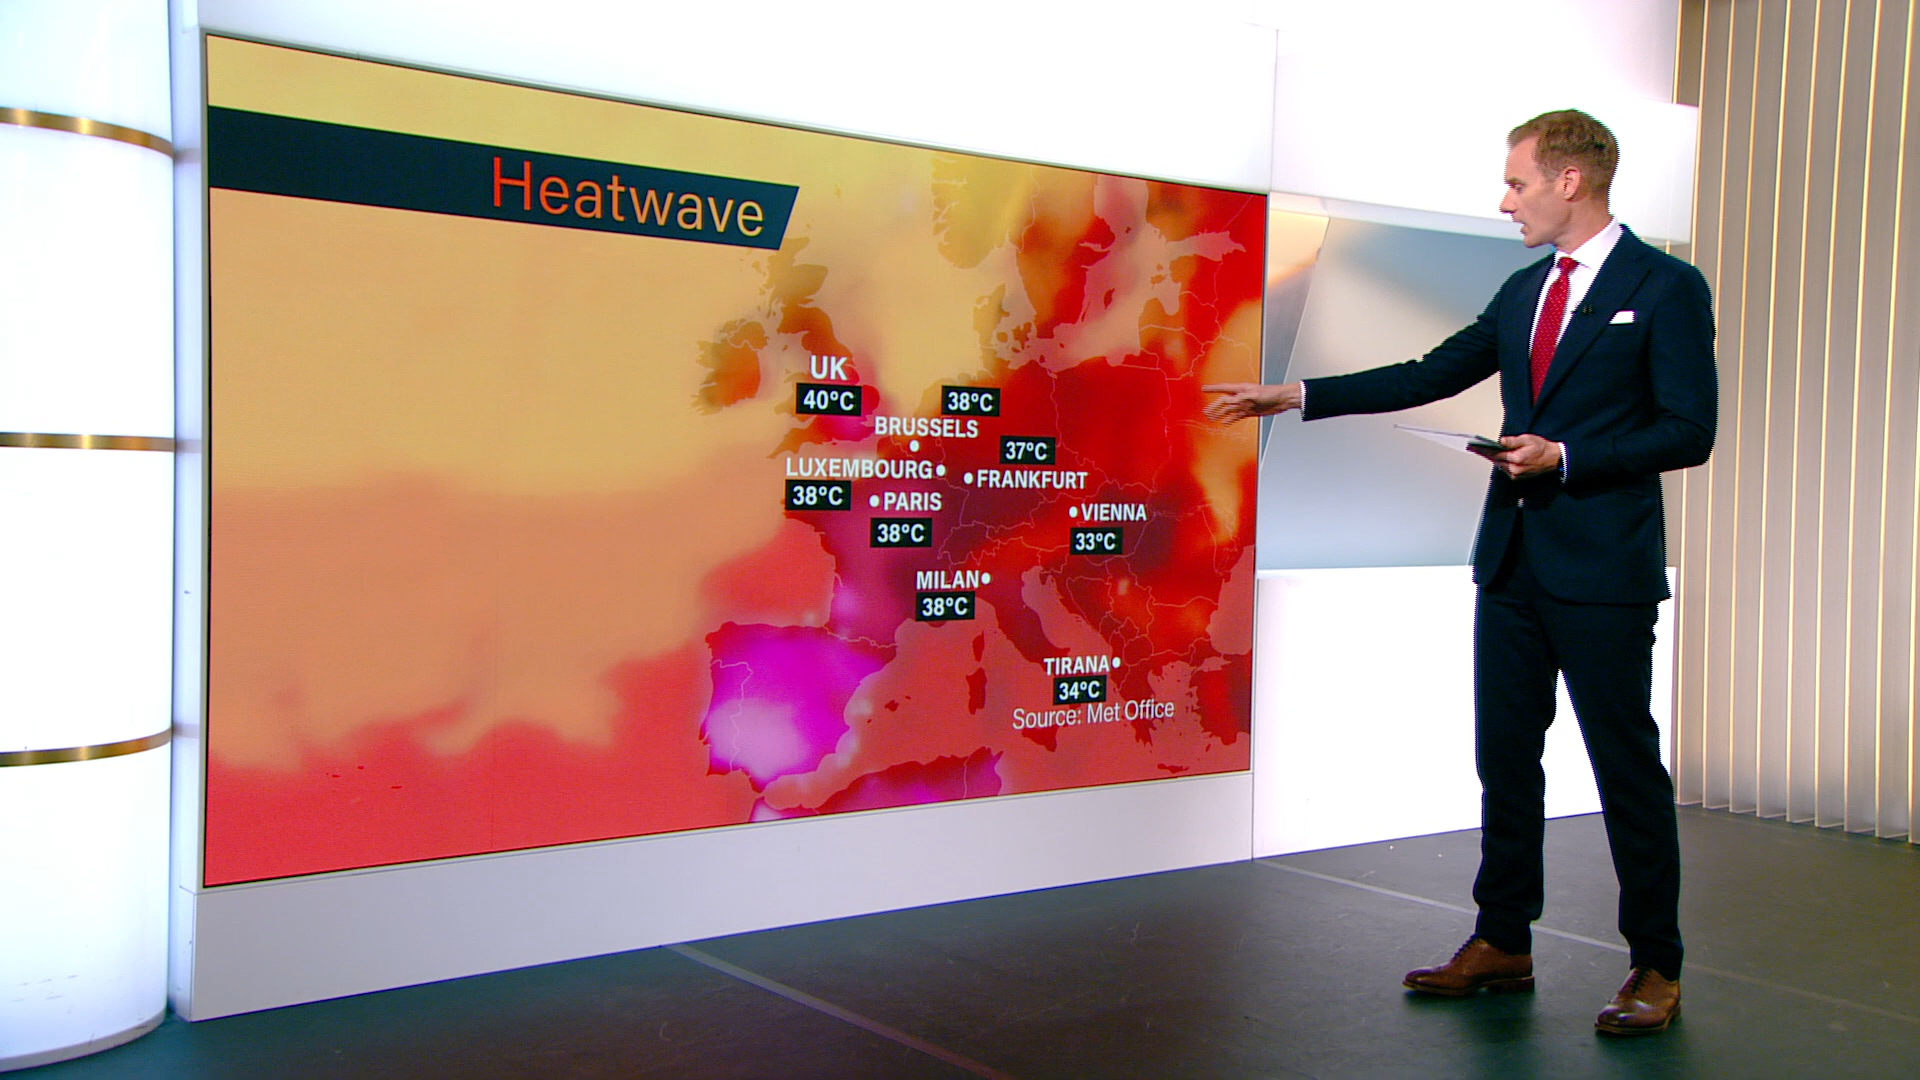 Heatwave
UK
40°C
38°C
BRUSSELS
37°C
LUXEMBOURG
38°C
FRANKFURT
PARIS
38°C
VIENNA
33°C
MILAN
38°C
TIRANA
34°C
Source: Met Office